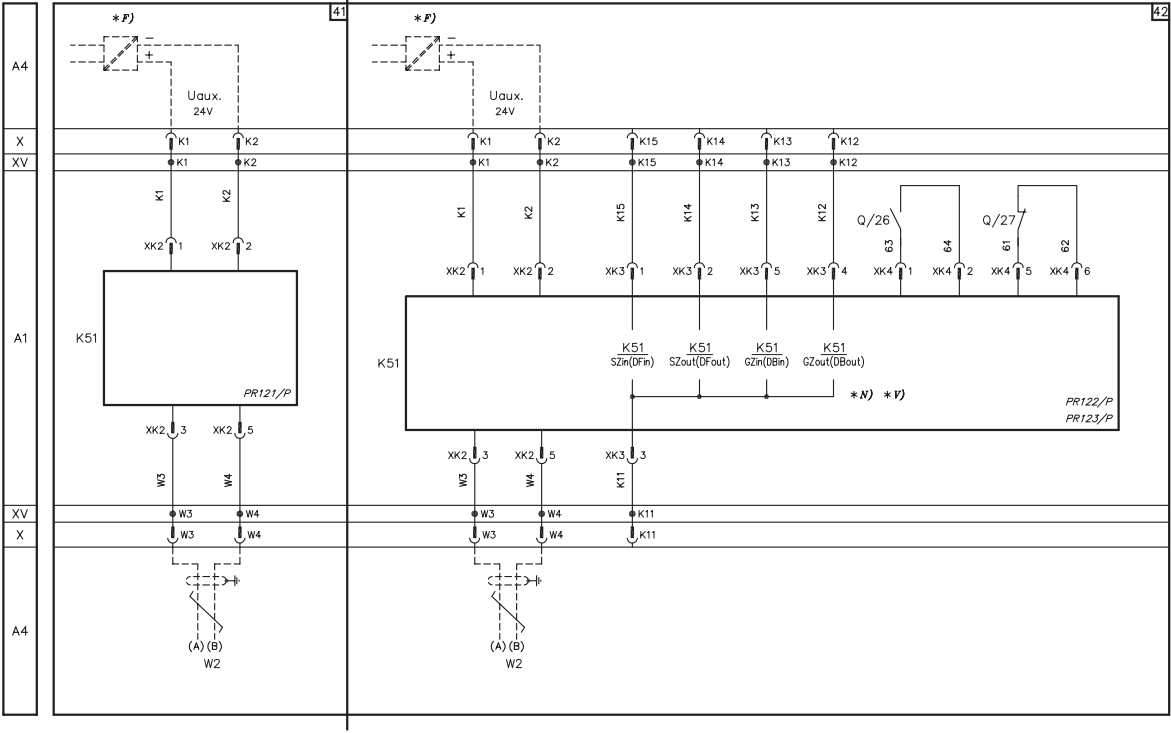 41
42
*F)
*F)
−
+
−
+
A4
Uaux.
24V
Uaux.
24V
X
K1
K2
K1
K2
K15
K14
K13
K12
XV
K1
K2
K1
K2
K15
K14
K13
K12
K1
K2
K1
K2
K15
K14
K13
K12
Q/26
63
64
Q/27
61
62
XK2 1
XK2 2
XK2 1
XK2 2
XK3 1
XK3 2
XK3 5
XK3 4
XK4 1
XK4 2
XK4 5
XK4 6
A1
K51
K51
K51
SZin(DFin)
K51
SZout(DFout)
K51
GZin(DBin)
K51
GZout(DBout)
*N) *V)
PR121/P
PR122/P
PR123/P
XK2 3
XK2 5
XK2 3
XK2 5
XK3 3
W3
W4
W3
W4
K11
XV
W3
W4
W3
W4
K11
X
W3
W4
W3
W4
K11
A4
(A) (B)
W2
(A) (B)
W2